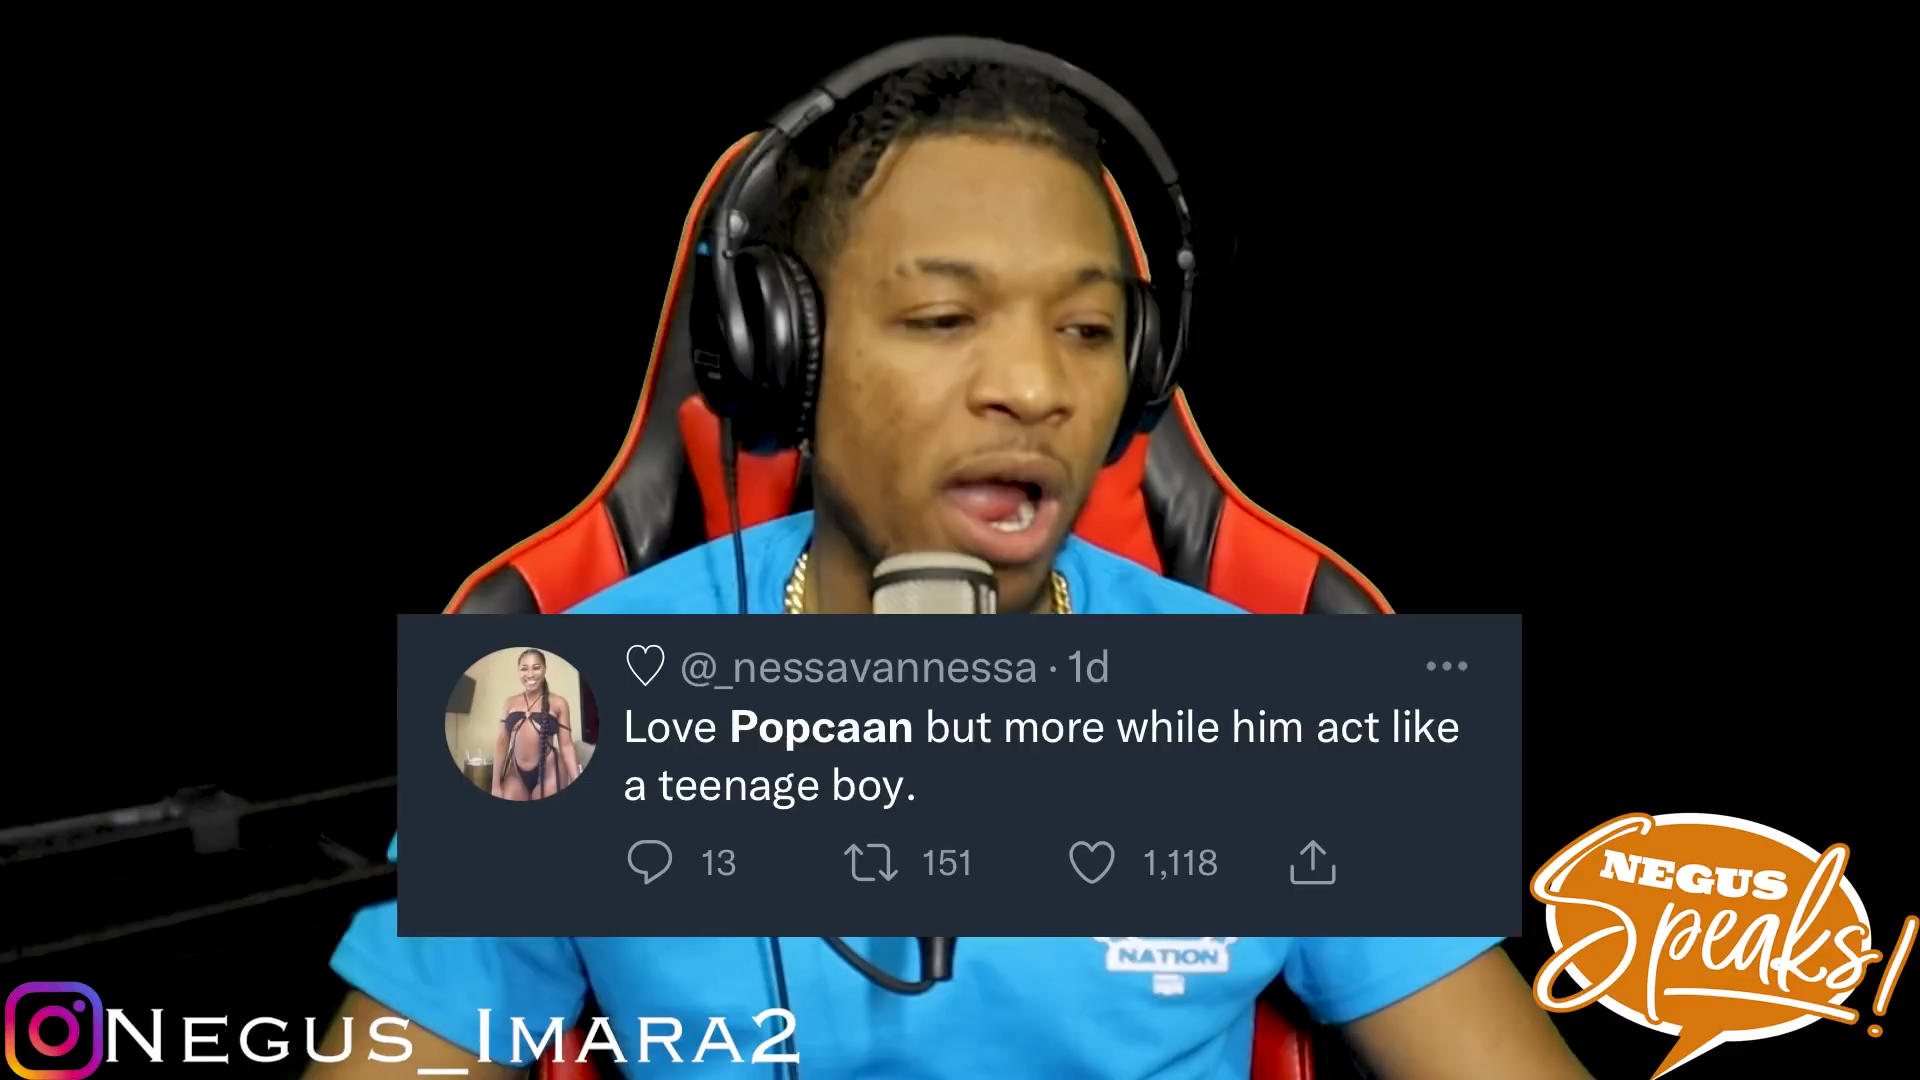 ♡ @_nessavannessa · 1d
Love Popcaan but more while him act like
a teenage boy.
13 151 1,118
NATION
NEGUS
Speaks!
Negus_Imara2